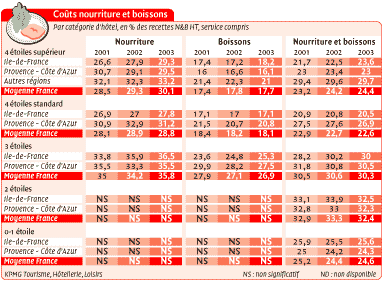 Coûts nourriture et boissons
Par catégorie d'hôtel, en % des recettes N&B HT, service compris
Nourriture Boissons Nourriture et boissons
2001 2002 2003 2001 2002 2003 2001 2002 2003
4 étoiles supérieur
Ile-de-France 26,6 27,9 29,3 17,4 17,2 18,2 21,7 22,5 23,6
Provence - Côte d'Azur 30,7 29,1 29,5 16 16,6 16,1 23 23,4 23
Autres régions 32,1 32,3 33,2 21,4 22,3 21 29,4 29,6 29,7
Moyenne France 28,5 29,3 30,1 17,4 17,8 17,7 23,2 24,2 24,4
4 étoiles standard
Ile-de-France 26,9 27 27,8 17,1 17 17,1 20,9 20,8 20,5
Provence - Côte d'Azur 30,9 32,9 31,2 21,5 20,7 20,8 27,5 27,6 26,9
Moyenne France 28,1 28,9 28,8 18,4 18,2 18,1 22,9 22,7 22,6
3 étoiles
Ile-de-France 33,8 35,9 36,5 23,6 24,8 25,3 28,2 30,2 30
Provence - Côte d'Azur 35,5 33,3 35,5 29,9 28,2 27,5 31,8 30,8 30,5
Moyenne France 35 34,2 35,8 27,9 27,1 26,9 30,5 30,6 30,3
2 étoiles
Ile-de-France NS NS NS NS NS NS 33,1 33,9 32,5
Provence - Côte d'Azur NS NS NS NS NS NS 32,8 33 32,3
Moyenne France NS NS NS NS NS NS 32,9 33,3 32,4
0-1 étoile
Ile-de-France NS NS NS NS NS NS 25,9 25,5 25,6
Provence - Côte d'Azur NS NS NS NS NS NS 25 24,2 24,3
Moyenne France NS NS NS NS NS NS 25,2 24,4 24,6
KPMG Tourisme, Hôtellerie, Loisirs NS : non significatif ND : non disponible